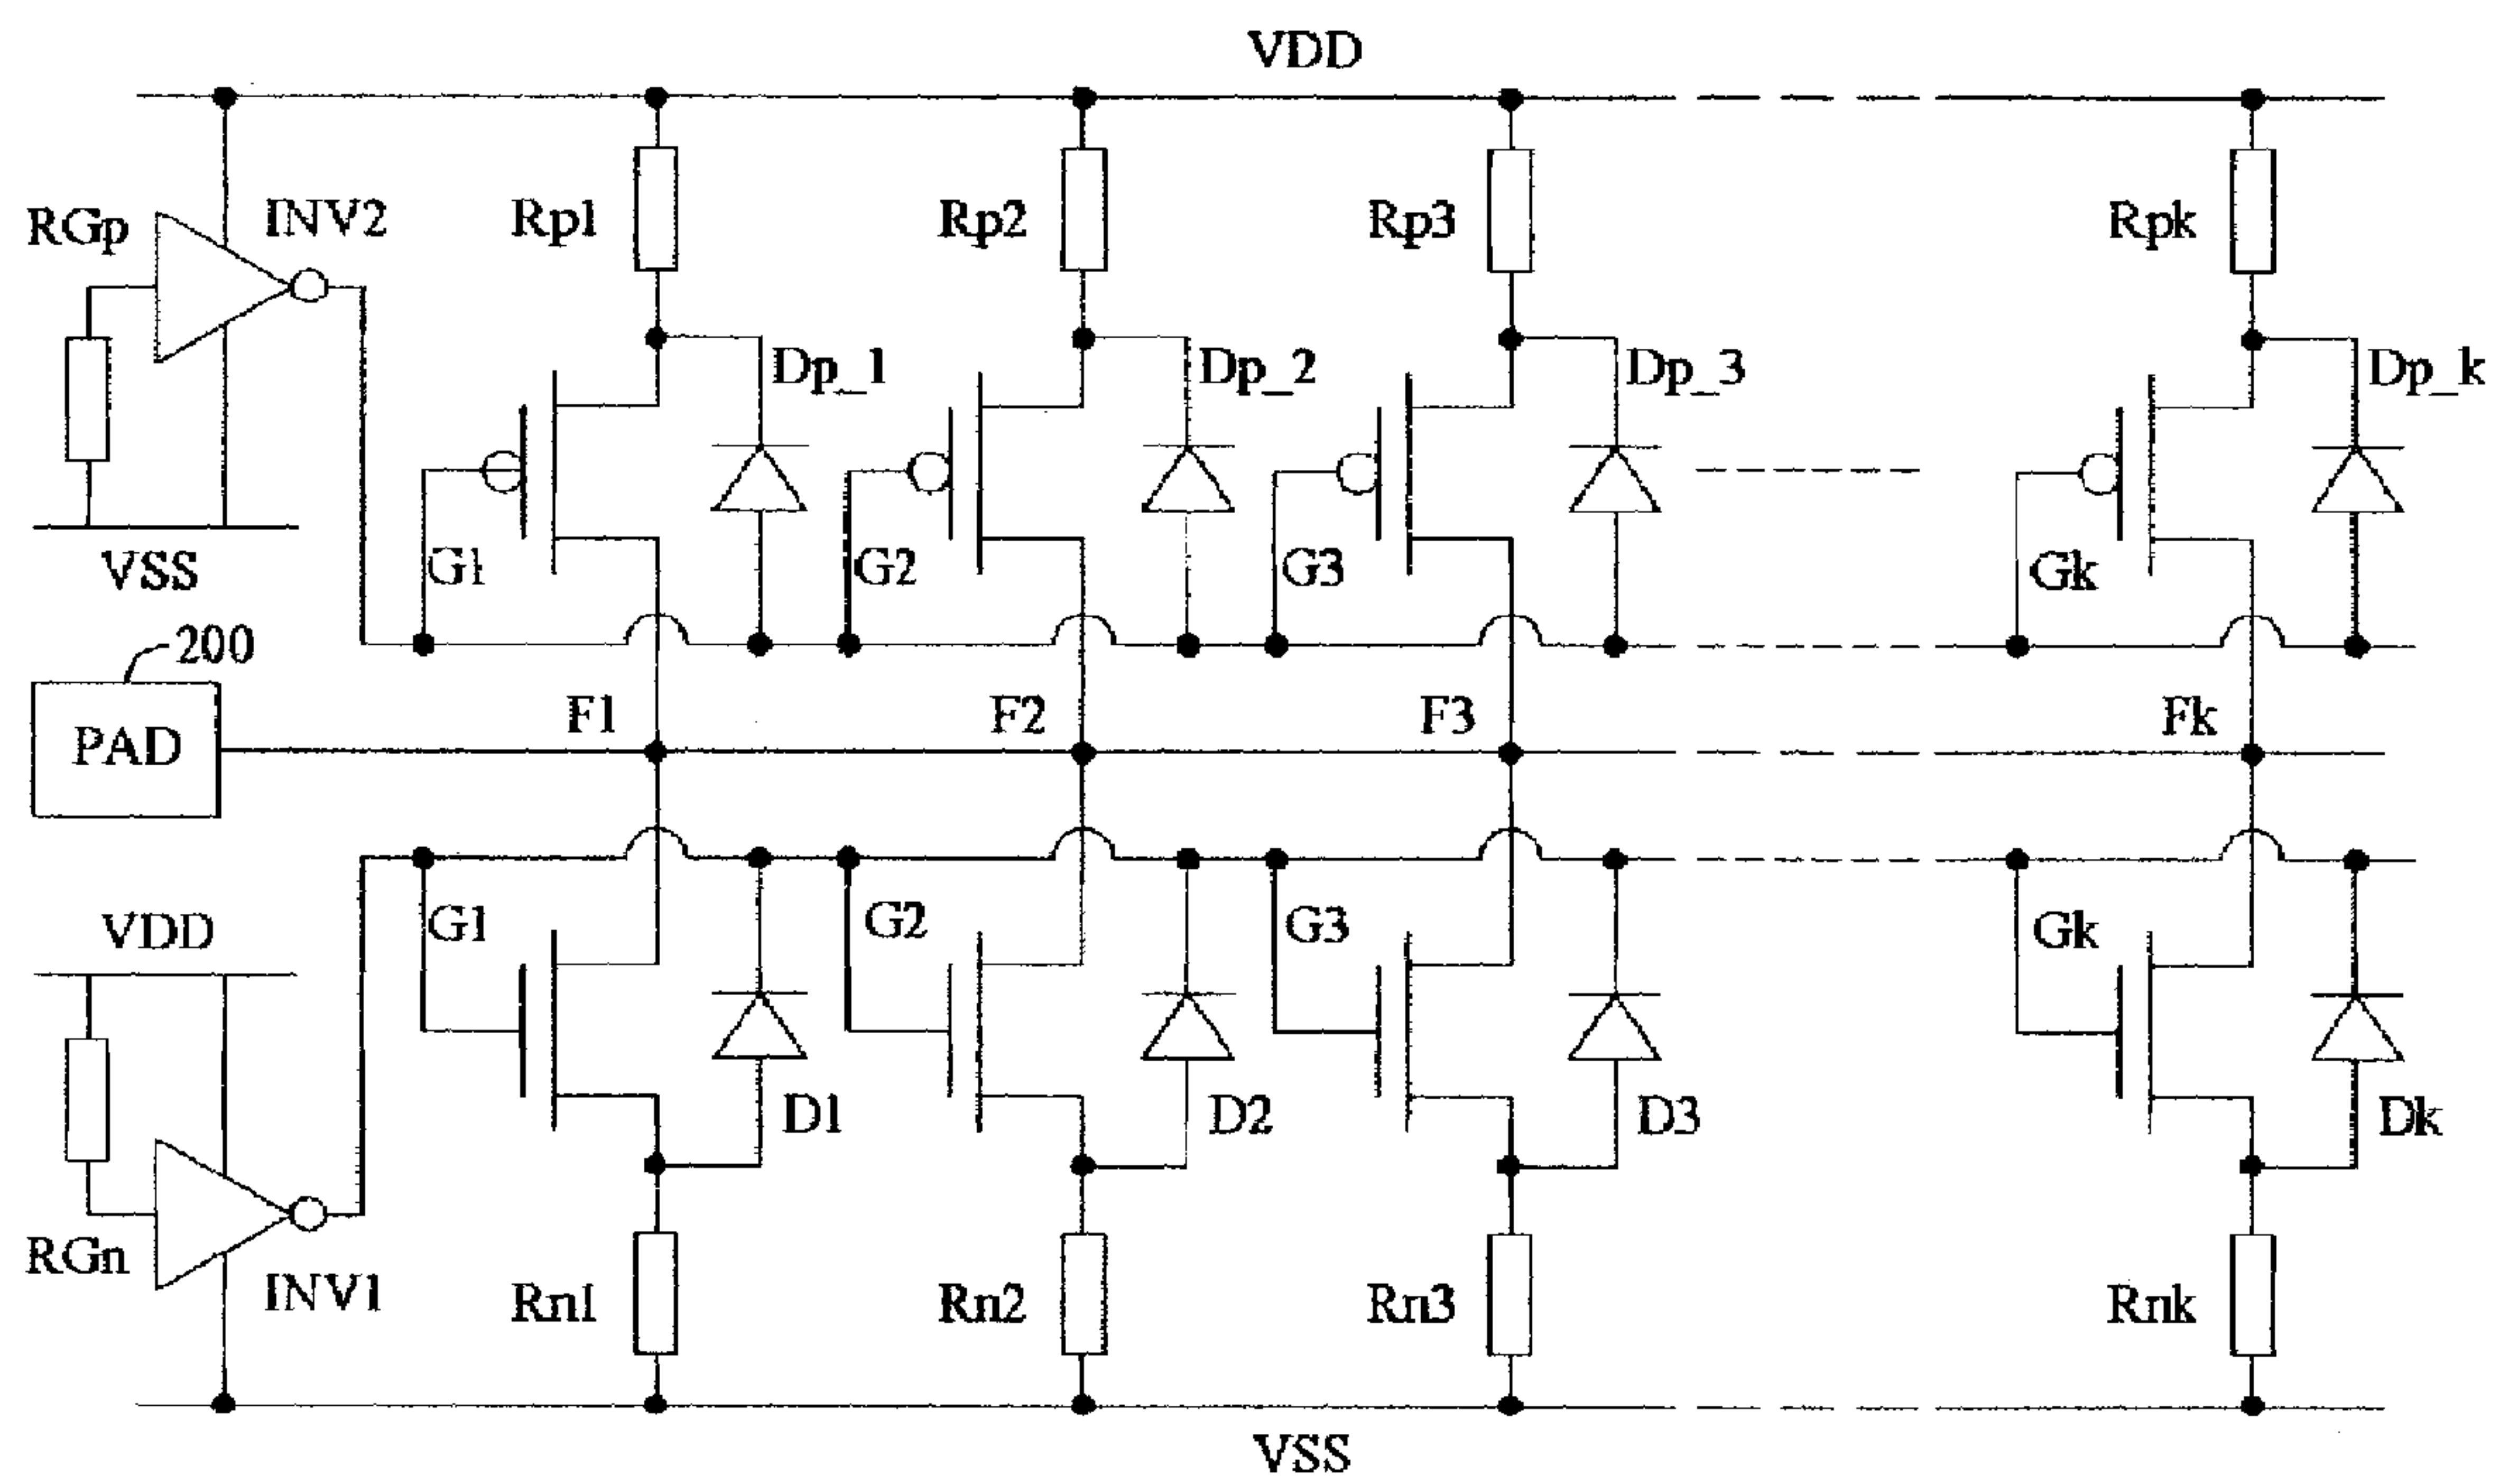 VDD
RGp INV2 Rp1 Rp2 Rp3 Rpk
Dp_1 Dp_2 Dp_3 Dp_k
G1 G2 G3 Gk
VSS
200
PAD F1 F2 F3 Fk
VDD G1 G2 G3 Gk
D1 D2 D3 Dk
RGn INV1 Rn1 Rn2 Rn3 Rnk
VSS